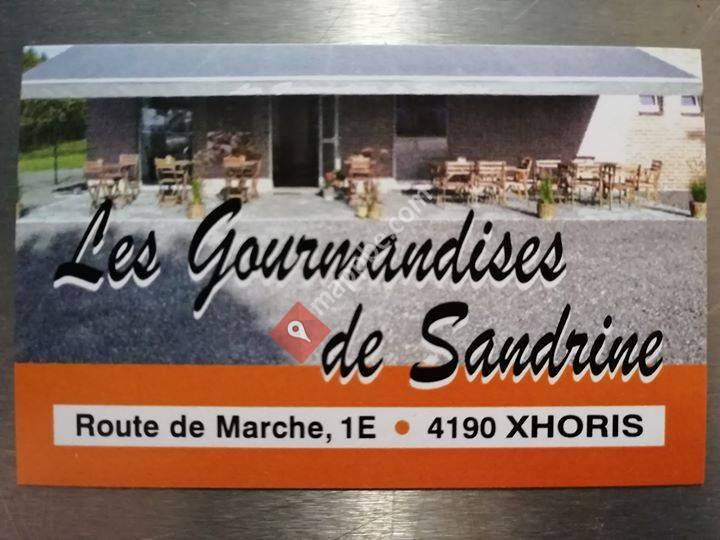 Les Gourmandises
de Sandrine
Route de Marche, 1E • 4190 XHORIS